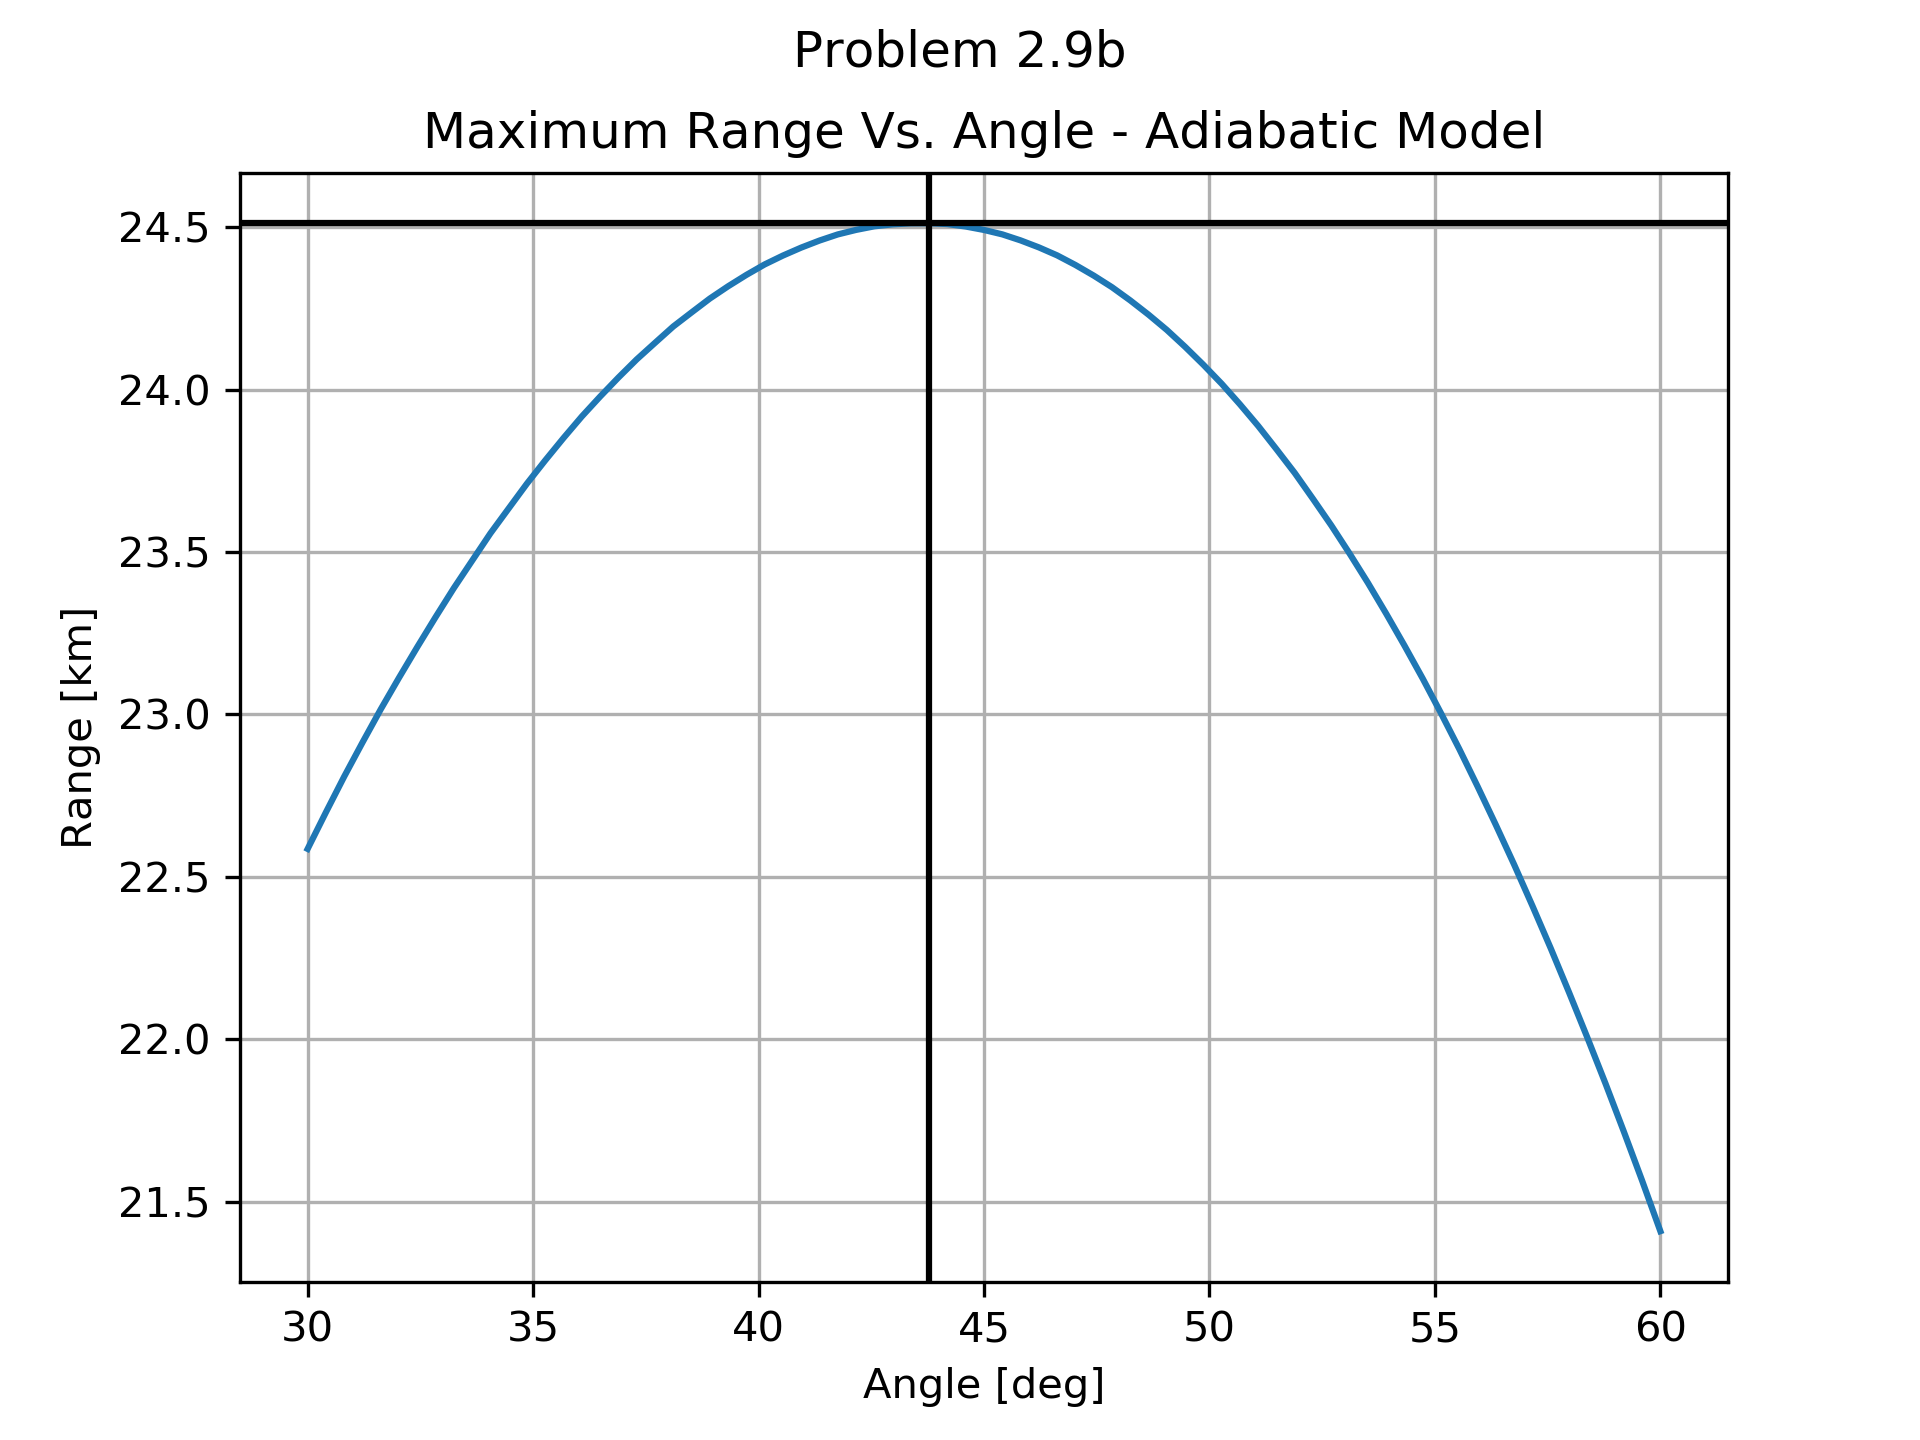 Problem 2.9b
Maximum Range Vs. Angle - Adiabatic Model
24.5
24.0
23.5
23.0
22.5
22.0
21.5
Range [km]
30 35 40 45 50 55 60
Angle [deg]